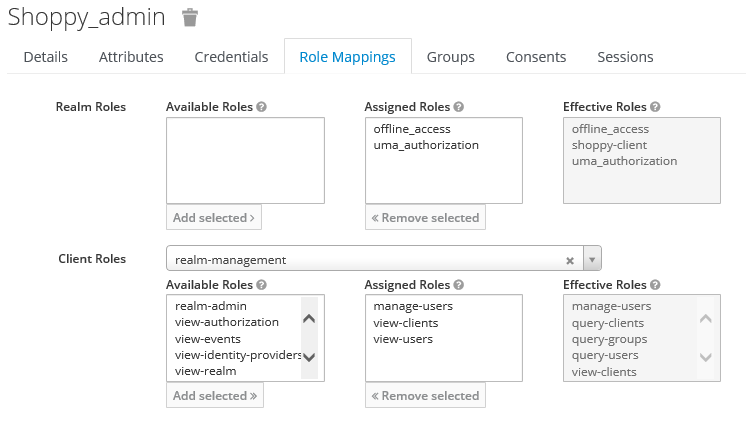 Shoppy_admin
Details Attributes Credentials Role Mappings Groups Consents Sessions
Realm Roles Available Roles Assigned Roles Effective Roles
offline_access offline_access
uma_authorization shoppy-client
uma_authorization
Add selected › « Remove selected
Client Roles realm-management
Available Roles Assigned Roles Effective Roles
realm-admin manage-users manage-users
view-authorization view-clients query-clients
view-events view-users query-groups
view-identity-providers query-users
view-realm view-clients
Add selected » « Remove selected